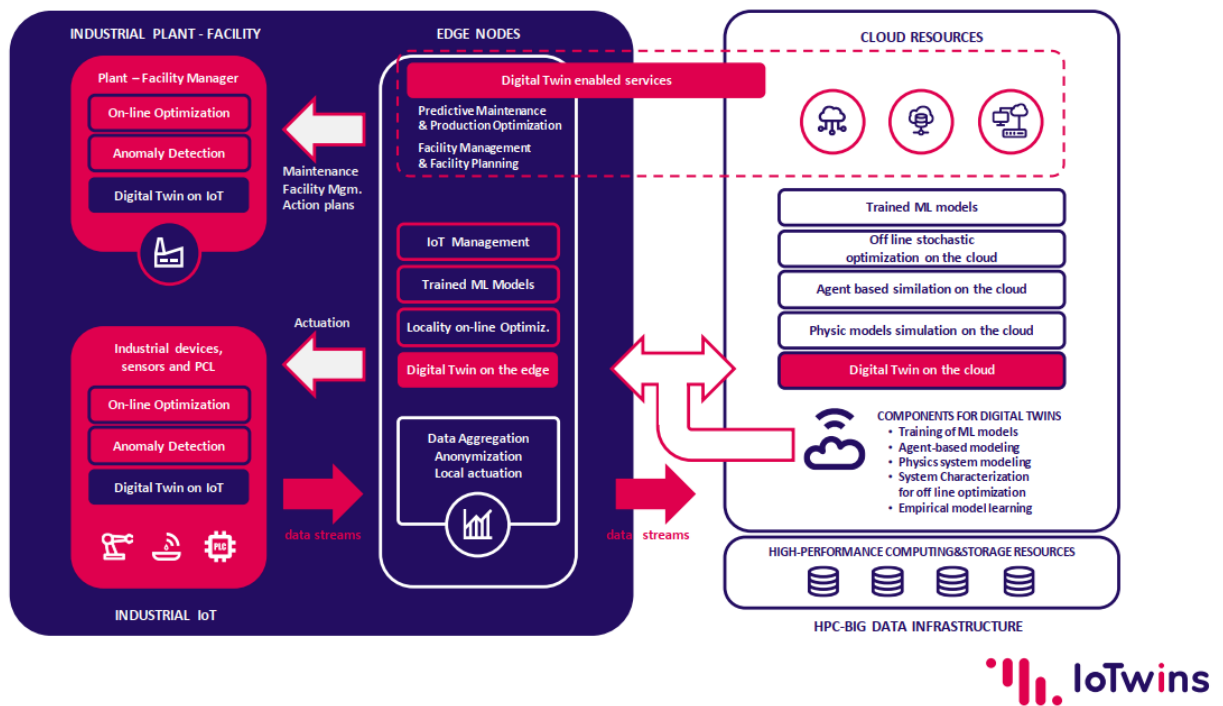 INDUSTRIAL PLANT - FACILITY
Plant – Facility Manager
On-line Optimization
Anomaly Detection
Digital Twin on IoT
Maintenance
Facility Mgm.
Action plans
Industrial devices,
sensors and PCL
On-line Optimization
Anomaly Detection
Digital Twin on IoT
PLC
INDUSTRIAL IoT
Actuation
data streams
EDGE NODES
Digital Twin enabled services
Predictive Maintenance
& Production Optimization
Facility Management
& Facility Planning
IoT Management
Trained ML Models
Locality on-line Optimiz.
Digital Twin on the edge
Data Aggregation
Anonymization
Local actuation
data streams
CLOUD RESOURCES
Trained ML models
Off line stochastic
optimization on the cloud
Agent based similation on the cloud
Physic models simulation on the cloud
Digital Twin on the cloud
COMPONENTS FOR DIGITAL TWINS
• Training of ML models
• Agent-based modeling
• Physics system modeling
• System Characterization
for off line optimization
• Empirical model learning
HIGH-PERFORMANCE COMPUTING&STORAGE RESOURCES
HPC-BIG DATA INFRASTRUCTURE
IoTwins